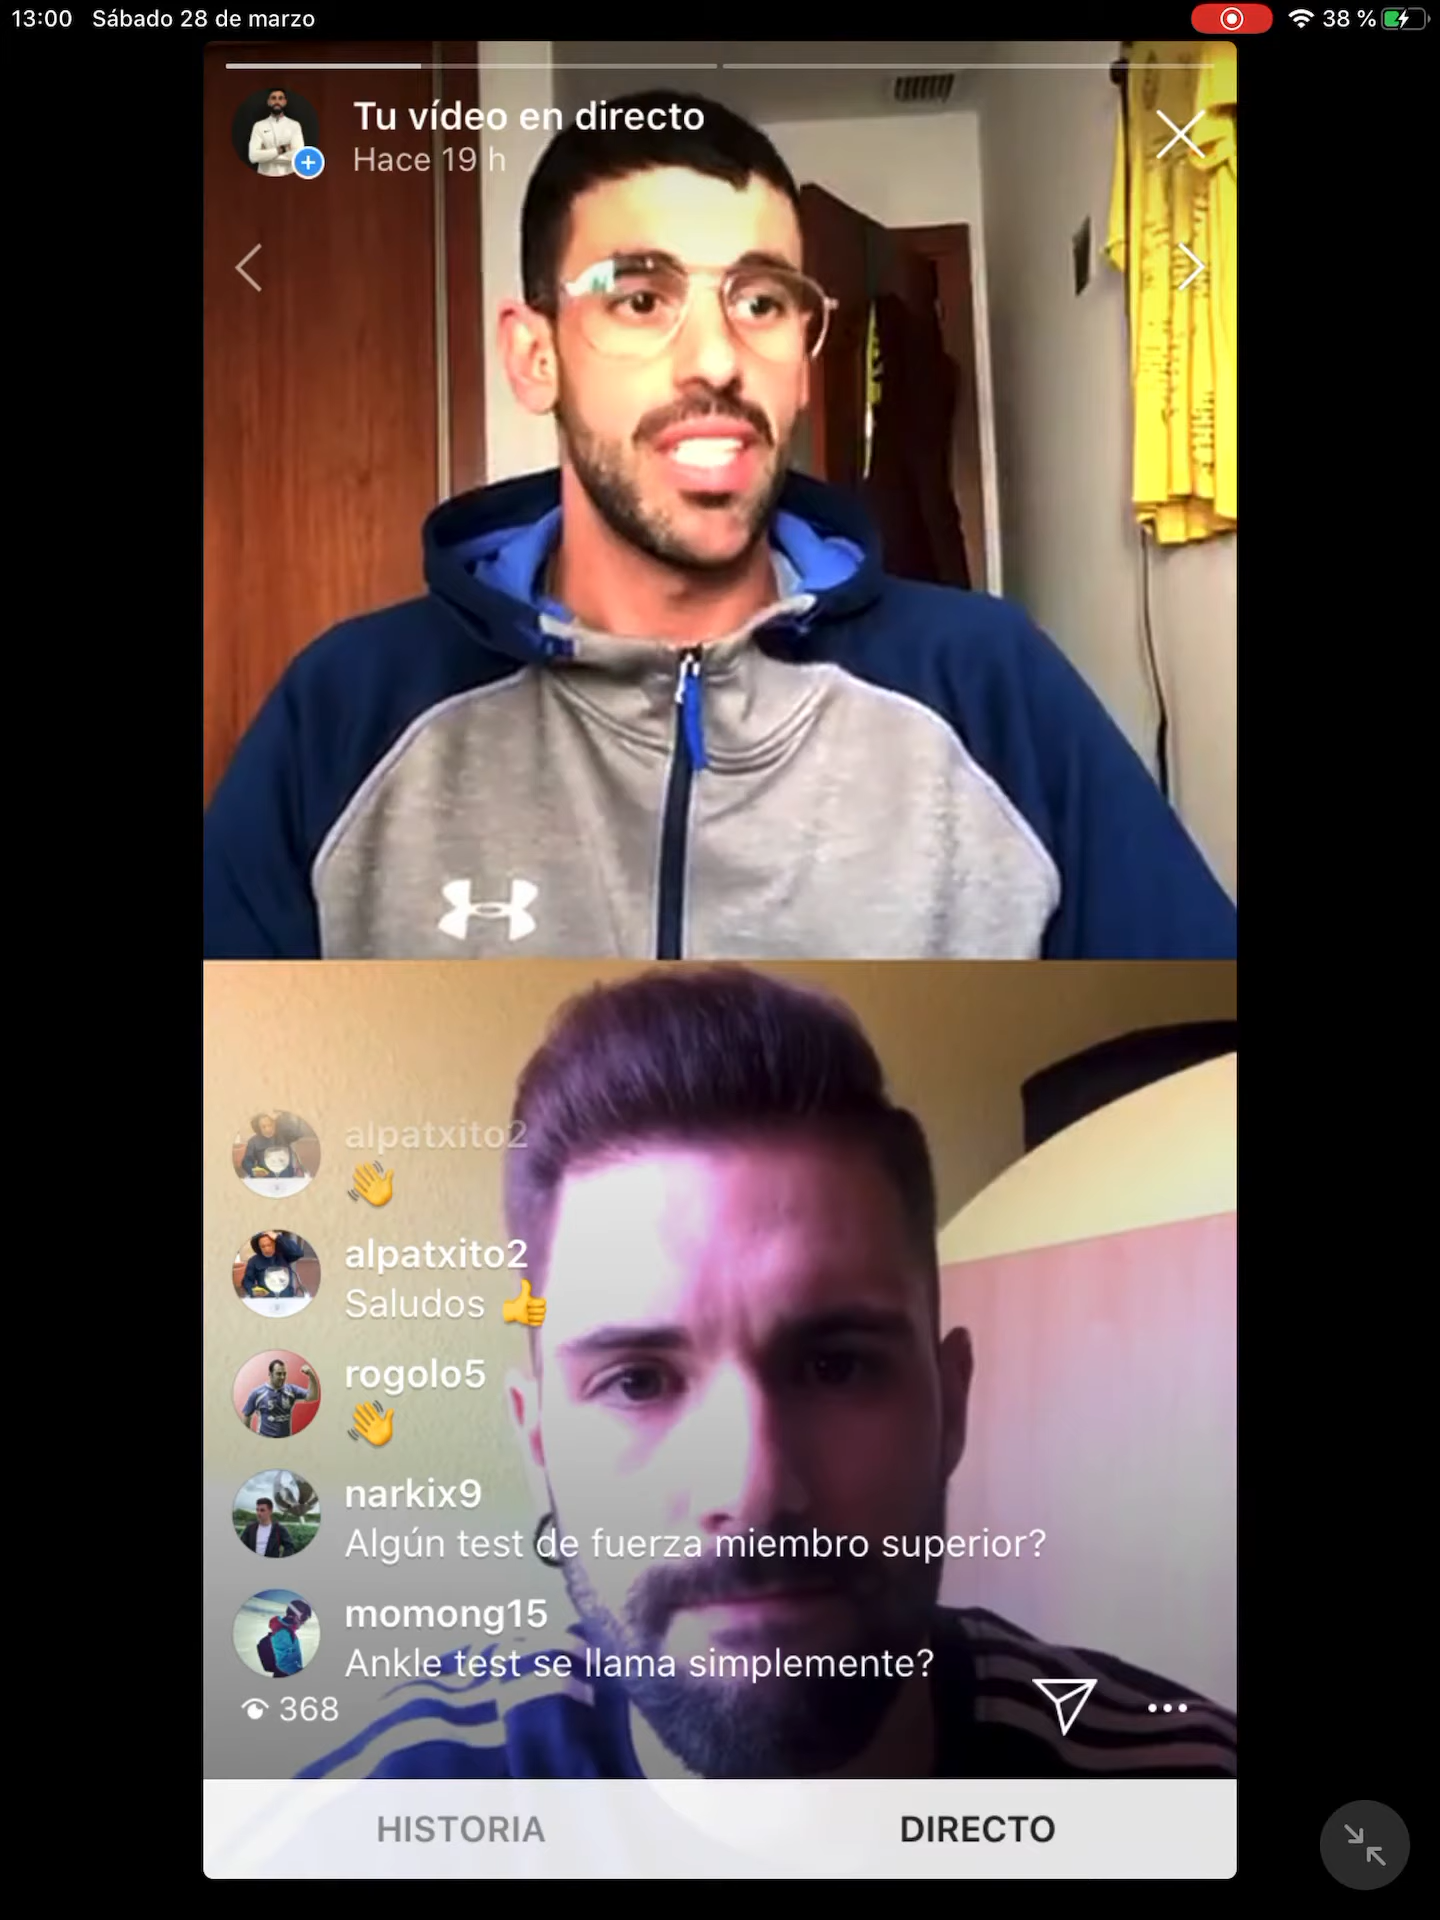 13:00 Sábado 28 de marzo
38 %
Tu vídeo en directo
Hace 19 h
alpatxito2
👋
alpatxito2
Saludos 👍
rogolo5
👋
narkix9
Algún test de fuerza miembro superior?
momong15
Ankle test se llama simplemente?
368
HISTORIA
DIRECTO